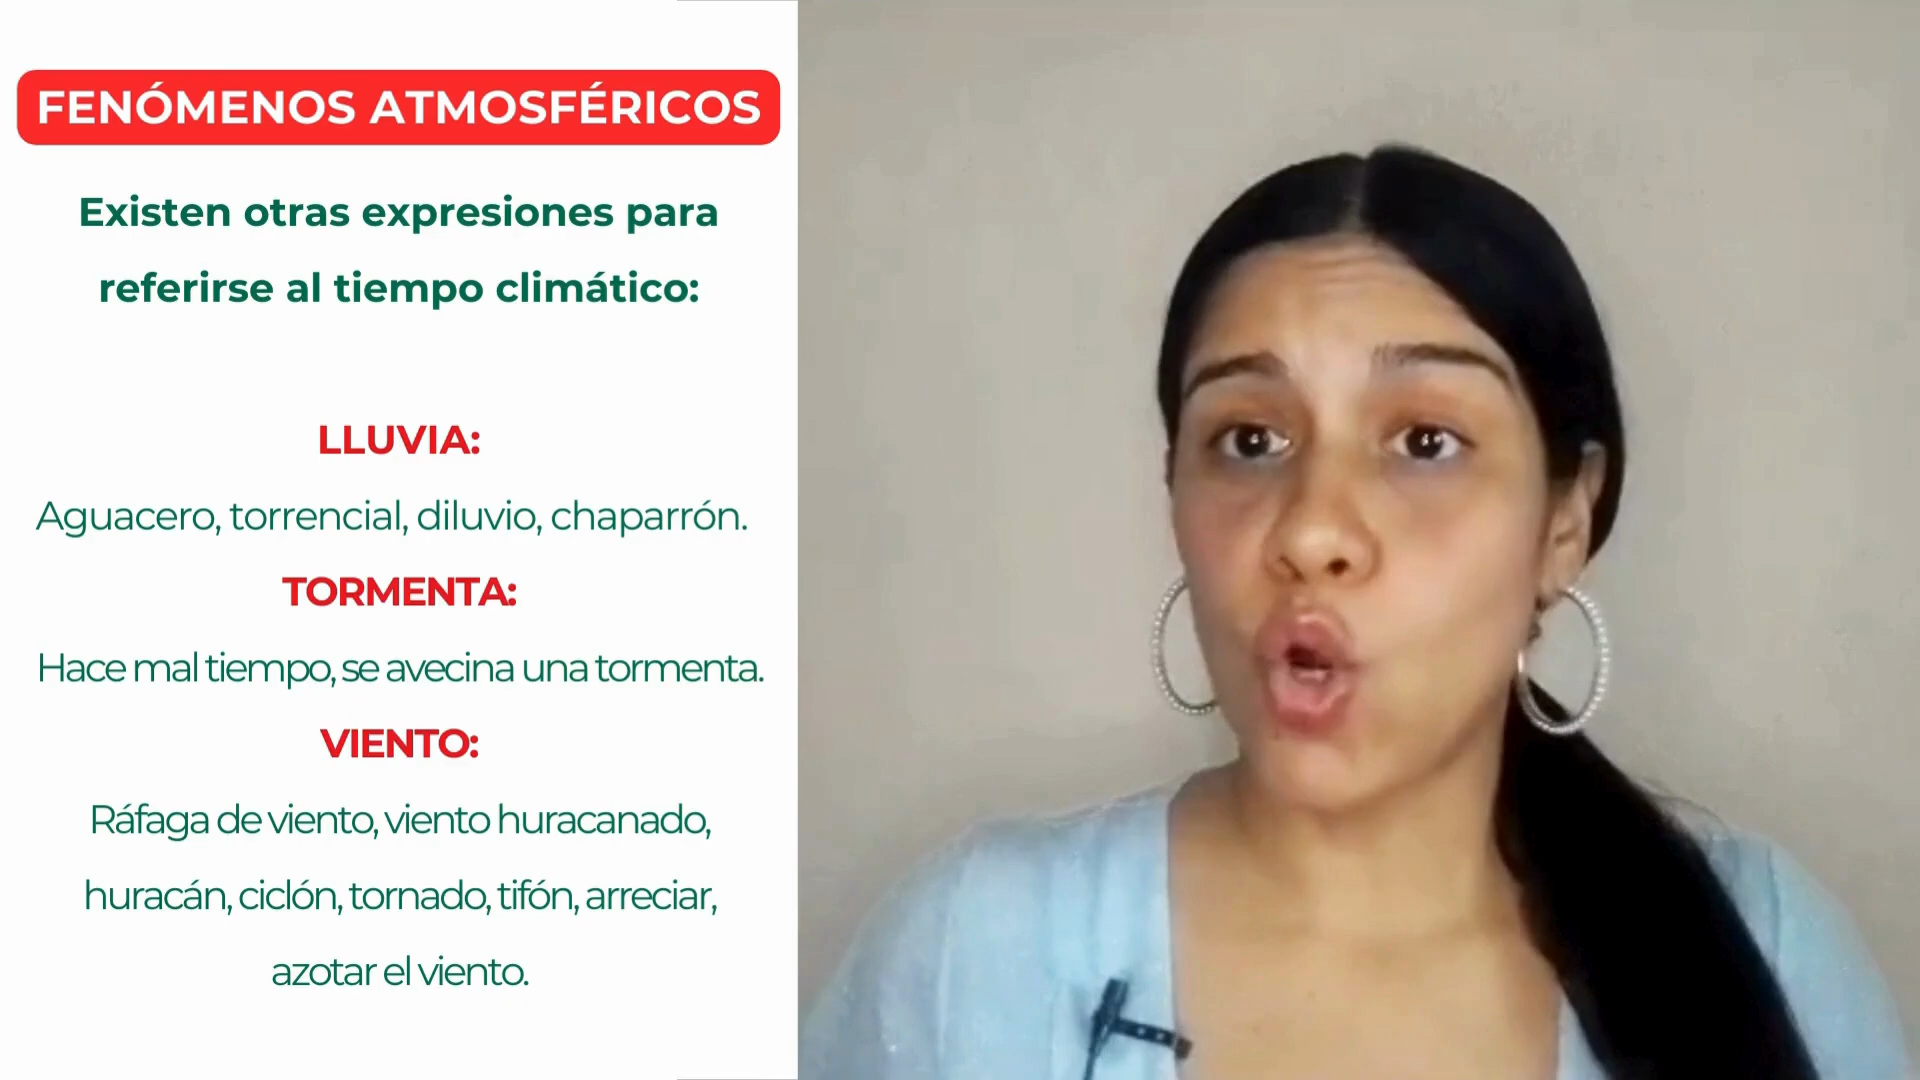 FENÓMENOS ATMOSFÉRICOS
Existen otras expresiones para
referirse al tiempo climático:
LLUVIA:
Aguacero, torrencial, diluvio, chaparrón.
TORMENTA:
Hace mal tiempo, se avecina una tormenta.
VIENTO:
Ráfaga de viento, viento huracanado,
huracán, ciclón, tornado, tifón, arreciar,
azotar el viento.